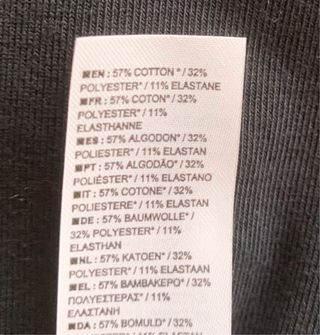 ■EN: 57% COTTON*/ 32%
POLYESTER*/ 11% ELASTANE
■FR: 57% COTON*/ 32%
POLYESTER*/ 11%
ELASTHANNE
■ES: 57% ALGODON*/ 32%
POLIESTER*/ 11% ELASTAN
■PT: 57% ALGODÃO*/ 32%
POLIÉSTER*/ 11% ELASTANO
■IT: 57% COTONE*/ 32%
POLIESTERE*/ 11% ELASTAN
■DE: 57% BAUMWOLLE*/
32% POLYESTER*/ 11%
ELASTHAN
■NL: 57% KATOEN*/ 32%
POLYESTER*/ 11% ELASTAAN
■EL: 57% ΒΑΜΒΑΚΕΡΟ*/ 32%
ΠΟΛΥΕΣΤΕΡΑΣ*/ 11%
ΕΛΑΣΤΑΝΗ
■DA: 57% BOMULD*/ 32%